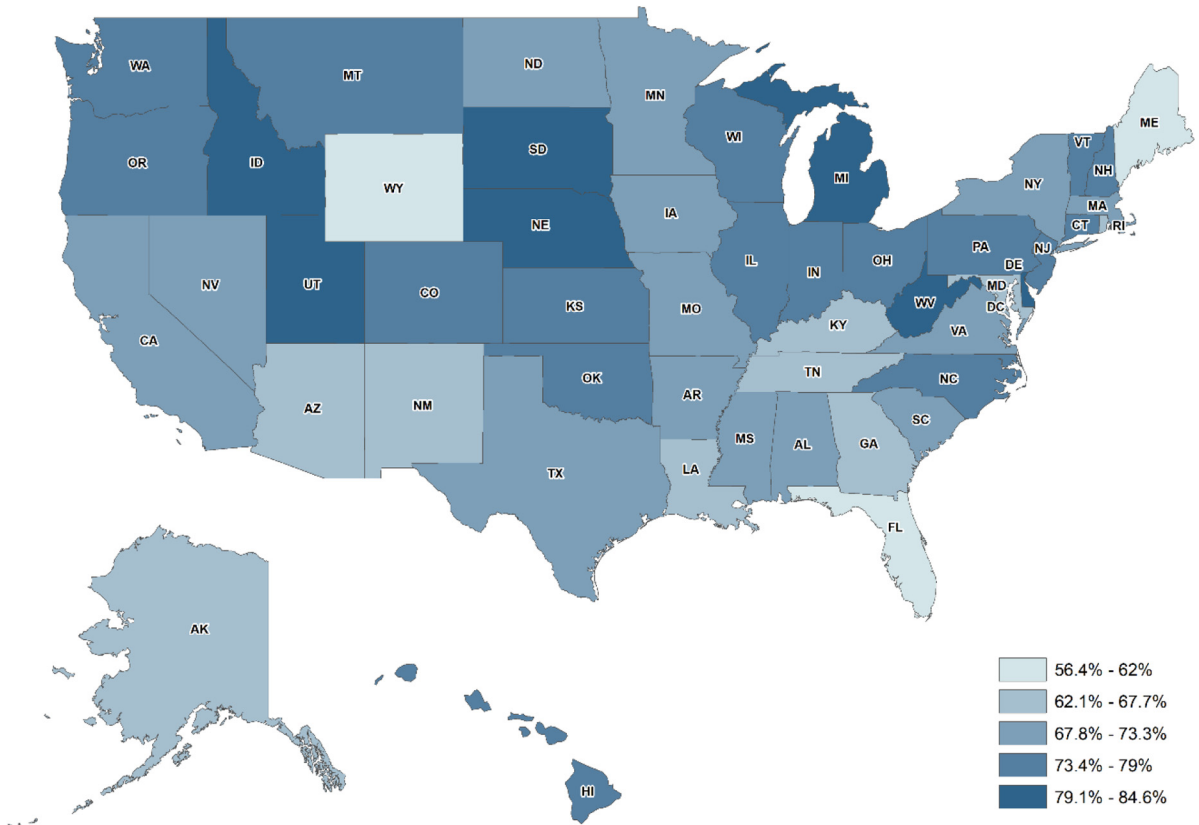 WA
MT
ND
MN
ME
VT
NH
OR
ID
SD
WI
WY
MI
NY
MA
CT
RI
IA
NE
PA
NJ
NV
UT
CO
IL
IN
OH
DE
MD
WV
DC
KS
MO
KY
VA
CA
OK
TN
NC
AZ
NM
AR
SC
MS
AL
GA
TX
LA
FL
AK
HI
56.4% - 62%
62.1% - 67.7%
67.8% - 73.3%
73.4% - 79%
79.1% - 84.6%